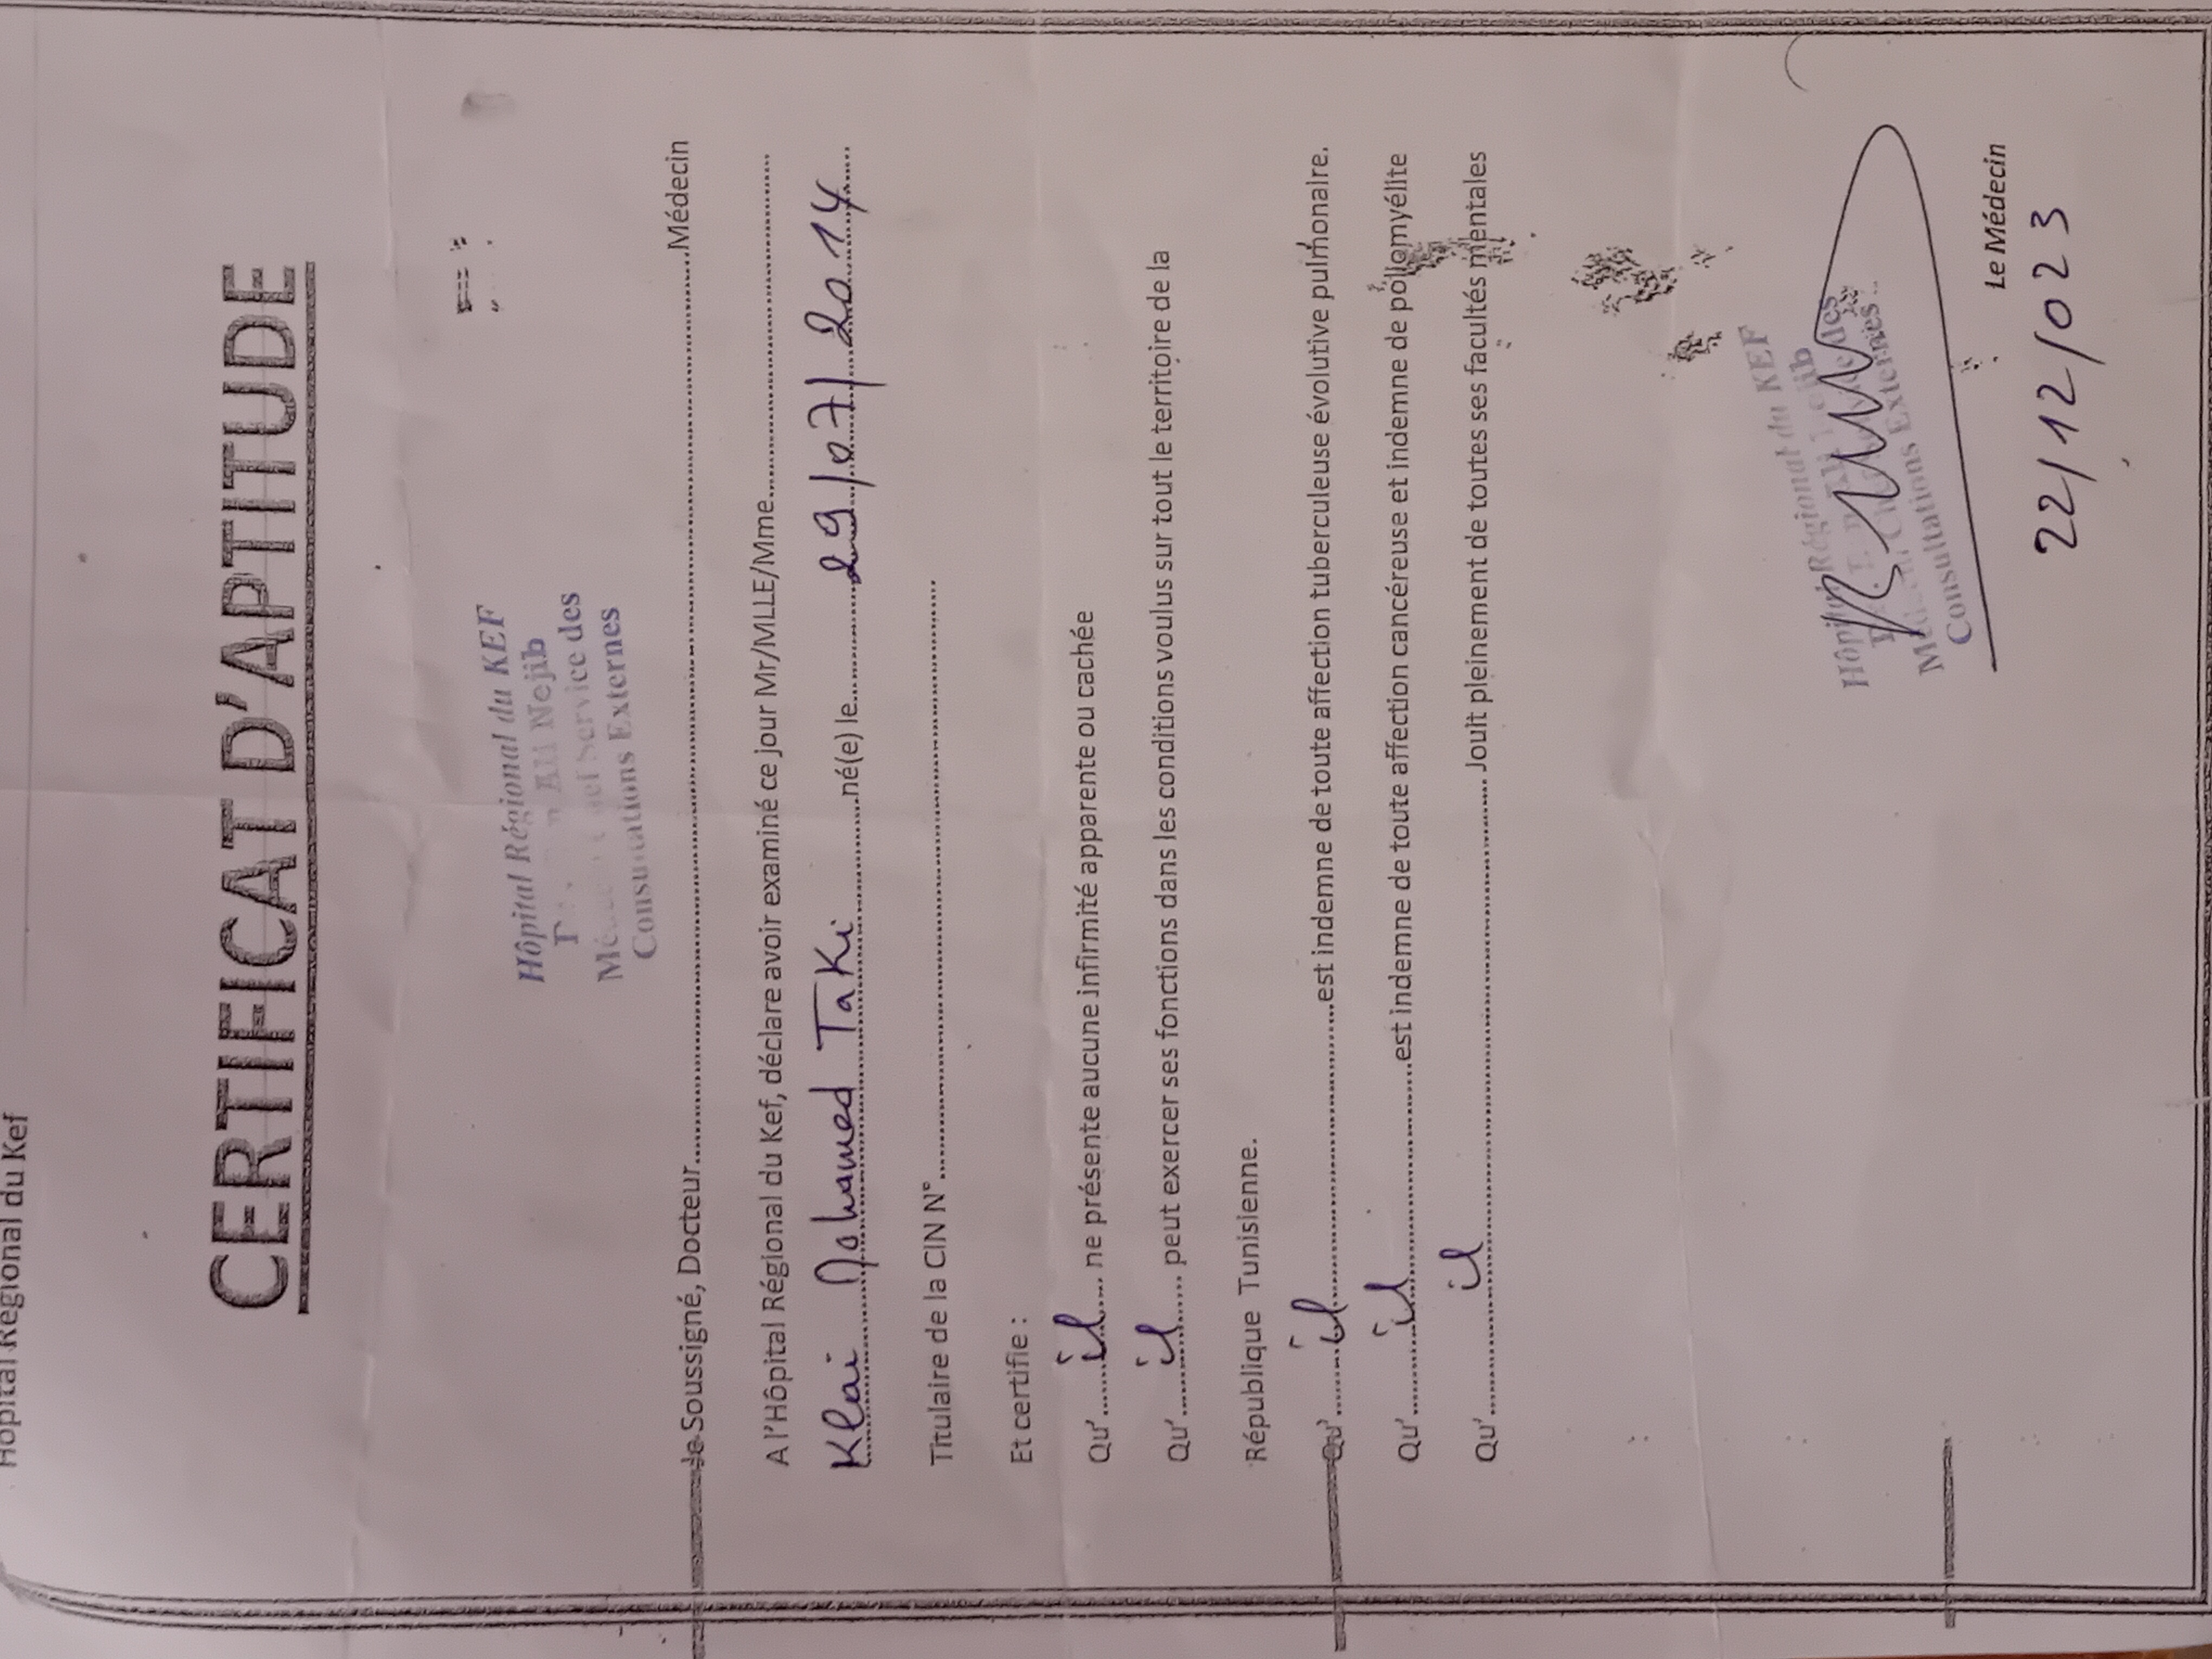 Hôpital Régional du Kef
CERTIFICAT D'APTITUDE
Hôpital Régional du KEF
Ali Nejib
Service des
Consultations Externes
Je Soussigné, Docteur..........Médecin
A l'Hôpital Régional du Kef, déclare avoir examiné ce jour Mr/MLLE/Mme..........
Klai Mohamed Taki..........né(e) le..........29/07/2014
Titulaire de la CIN N°..........
Et certifie :
Qu'....il.... ne présente aucune infirmité apparente ou cachée
Qu'....il.... peut exercer ses fonctions dans les conditions voulus sur tout le territoire de la
République Tunisienne.
Qu'....il..........est indemne de toute affection tuberculeuse évolutive pulmonaire.
Qu'....il..........est indemne de toute affection cancéreuse et indemne de poliomyélite
Qu'....il.......... Jouit pleinement de toutes ses facultés mentales
Hôpital Régional du KEF
Consultations Externes
Le Médecin
22/12/023